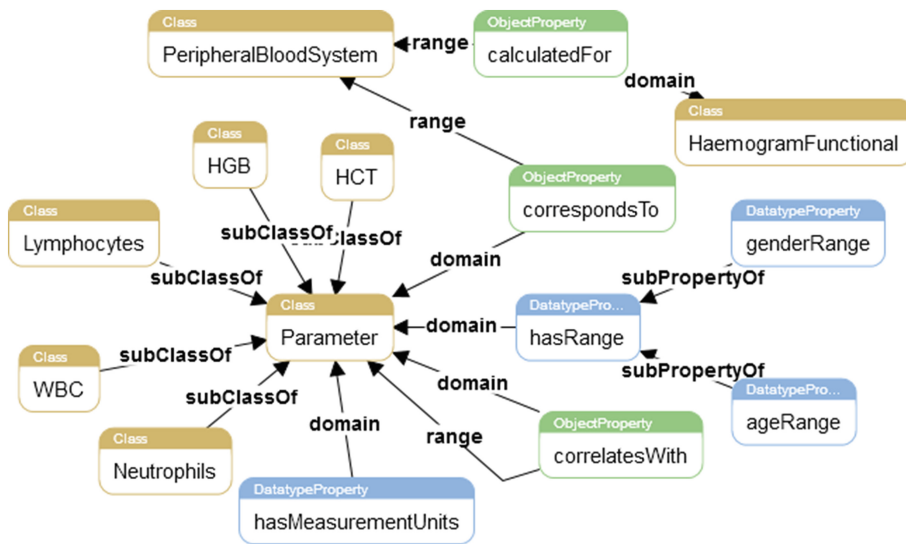 Class
PeripheralBloodSystem
range
ObjectProperty
calculatedFor
domain
Class
HaemogramFunctional
range
Class
HGB
Class
HCT
ObjectProperty
correspondsTo
Class
Lymphocytes
subClassOf
subClassOf
subClassOf
domain
DatatypeProperty
genderRange
subPropertyOf
Class
Parameter
domain
DatatypePro...
hasRange
Class
WBC
subClassOf
subPropertyOf
DatatypePro...
ageRange
subClassOf
domain
Class
Neutrophils
domain
range
ObjectProperty
correlatesWith
DatatypeProperty
hasMeasurementUnits